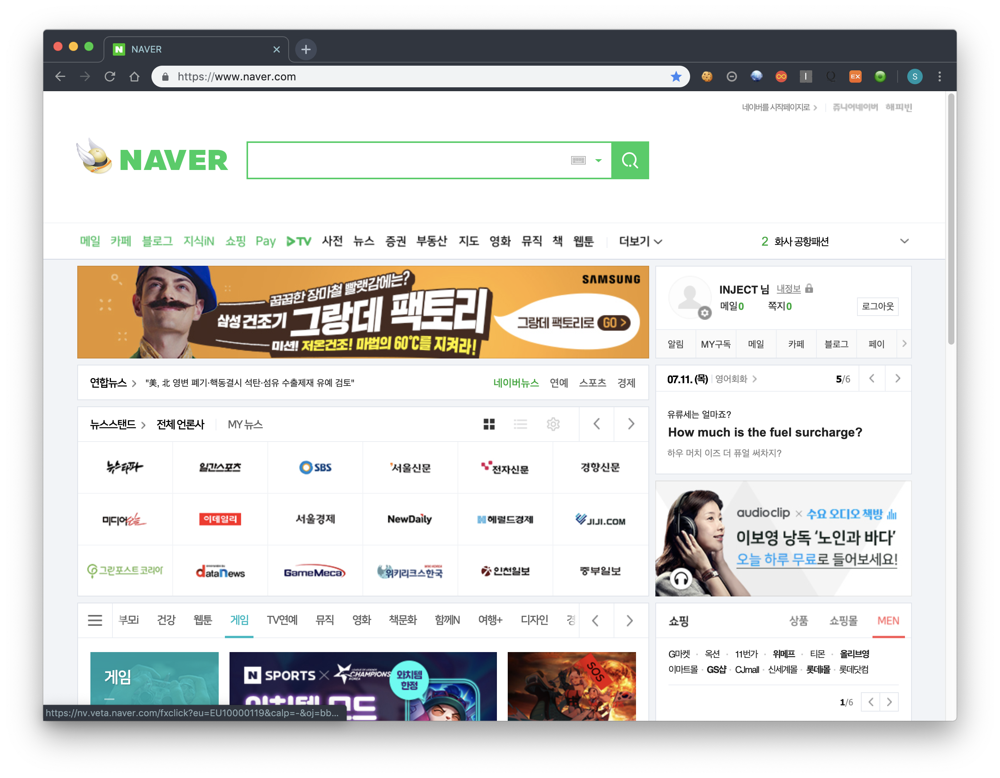 NAVER
https://www.naver.com
EX
S
네이버를 시작페이지로
쥬니어네이버 해피빈
NAVER
메일 카페 블로그 지식iN 쇼핑 Pay TV 사전 뉴스 증권 부동산 지도 영화 뮤직 책 웹툰 더보기
2 화사 공항패션
SAMSUNG
꿉꿉한 장마철 빨랫감에는?
삼성 건조기 그랑데 팩토리
미션! 저온건조! 마법의 60℃를 지켜라!
그랑데 팩토리로 GO >
INJECT 님 내정보
메일0 쪽지0
로그아웃
알림 MY구독 메일 카페 블로그 페이
연합뉴스 "美, 北 영변 폐기·핵동결시 석탄·섬유 수출제재 유예 검토"
네이버뉴스 연예 스포츠 경제
07.11. (목) 영어회화 5/6
유류세는 얼마죠?
How much is the fuel surcharge?
하우 머치 이즈 더 퓨얼 써차지?
뉴스스탠드 전체 언론사 MY 뉴스
뉴스타파 일간스포츠 SBS 서울신문 전자신문 경향신문
미디어오늘 이데일리 서울경제 NewDaily 헤럴드경제 JIJI.COM
그린포스트코리아 dataNews GameMeca 위키리크스한국 인천일보 중부일보
audioclip × 수요 오디오 책방
이보영 낭독 ‘노인과 바다’
오늘 하루 무료로 들어보세요!
부모i 건강 웹툰 게임 TV연예 뮤직 영화 책문화 함께N 여행+ 디자인
쇼핑 상품 쇼핑몰 MEN
G마켓 · 옥션 · 11번가 · 위메프 · 티몬 · 올리브영
이마트몰 · GS샵 · CJmall · 신세계몰 · 롯데몰 · 롯데닷컴
1/6
게임
N SPORTS × LEAGUE OF LEGENDS CHAMPIONS KOREA
와치템
한정
와치템 모드
SOS
https://nv.veta.naver.com/fxclick?eu=EU10000119&calp=-&oj=bb...